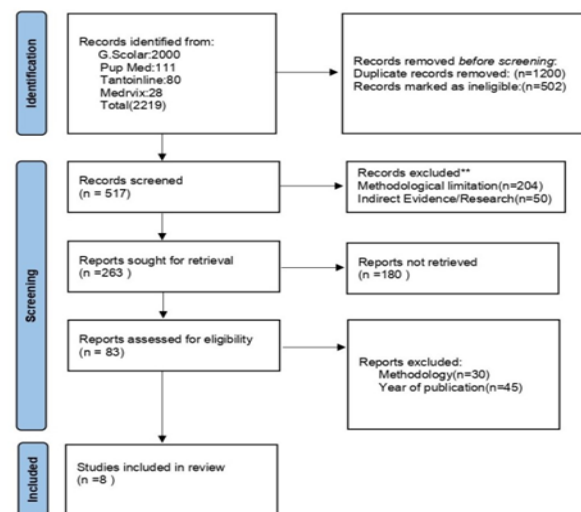 Identification
Records identified from:
G.Scolar:2000
Pup Med:111
Tantoinline:80
Medrvix:28
Total(2219)
Records removed before screening:
Duplicate records removed: (n=1200)
Records marked as ineligible:(n=502)
Screening
Records screened
(n = 517)
Records excluded**
Methodological limitation(n=204)
Indirect Evidence/Research(n=50)
Reports sought for retrieval
(n =263 )
Reports not retrieved
(n =180 )
Reports assessed for eligibility
(n = 83)
Reports excluded:
Methodology(n=30)
Year of publication(n=45)
Included
Studies included in review
(n =8 )